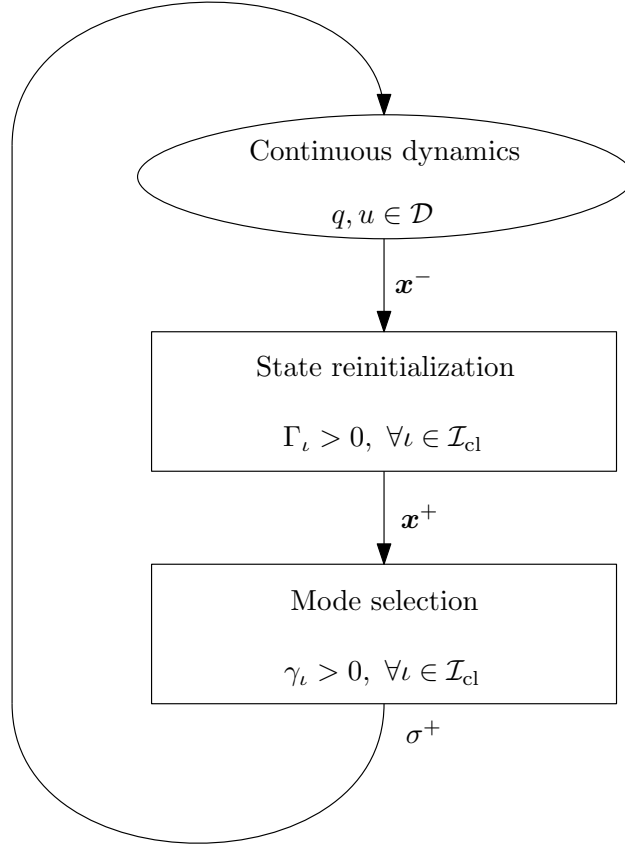 Continuous dynamics
q, u ∈ 𝒟
𝒙⁻
State reinitialization
Γ_ι > 0, ∀ι ∈ ℐ_cl
𝒙⁺
Mode selection
γ_ι > 0, ∀ι ∈ ℐ_cl
σ⁺